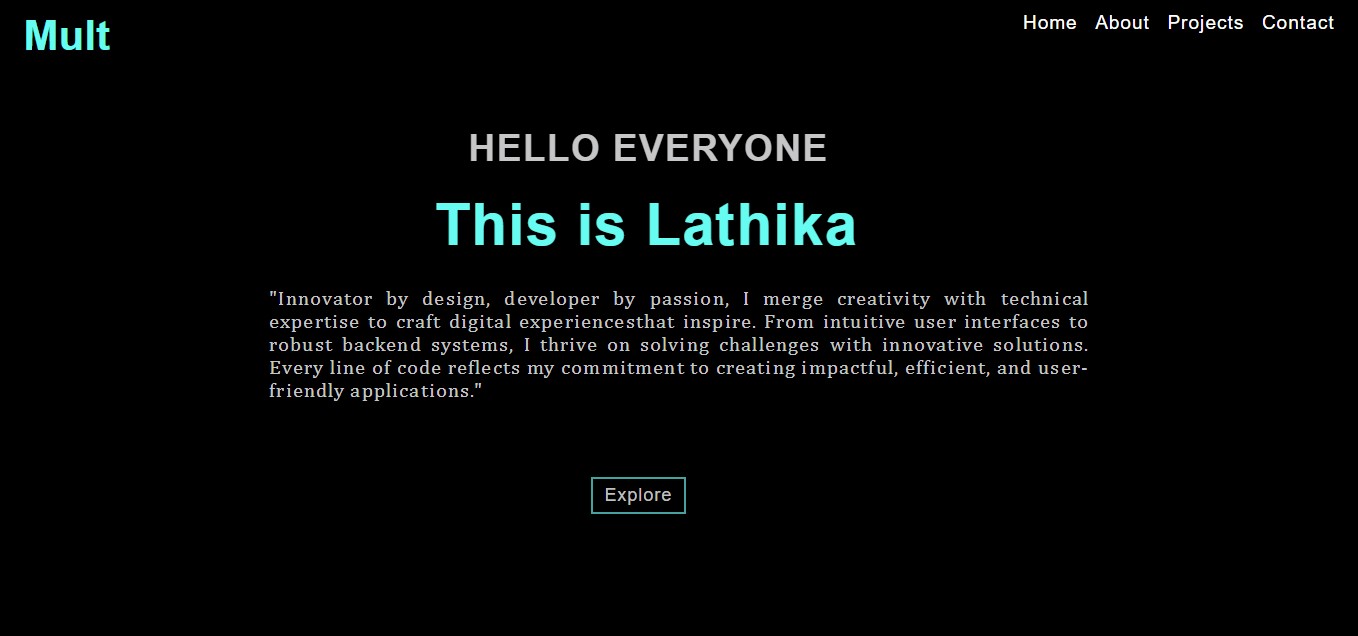 Mult
Home About Projects Contact
HELLO EVERYONE
This is Lathika
"Innovator by design, developer by passion, I merge creativity with technical
expertise to craft digital experiencesthat inspire. From intuitive user interfaces to
robust backend systems, I thrive on solving challenges with innovative solutions.
Every line of code reflects my commitment to creating impactful, efficient, and user-
friendly applications."
Explore